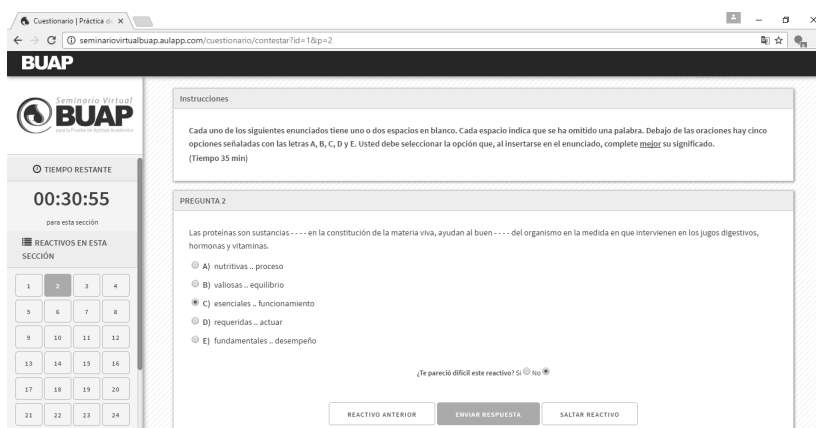 Cuestionario | Práctica de
seminariovirtualbuap.aulapp.com/cuestionario/contestar?id=1&p=2
BUAP
Seminario Virtual
BUAP
para la Prueba de Aptitud Académica
TIEMPO RESTANTE
00:30:55
para esta sección
REACTIVOS EN ESTA
SECCIÓN
1 2 3 4
5 6 7 8
9 10 11 12
13 14 15 16
17 18 19 20
21 22 23 24
Instrucciones
Cada uno de los siguientes enunciados tiene uno o dos espacios en blanco. Cada espacio indica que se ha omitido una palabra. Debajo de las oraciones hay cinco
opciones señaladas con las letras A, B, C, D y E. Usted debe seleccionar la opción que, al insertarse en el enunciado, complete mejor su significado.
(Tiempo 35 min)
PREGUNTA 2
Las proteínas son sustancias - - - - en la constitución de la materia viva, ayudan al buen - - - - del organismo en la medida en que intervienen en los jugos digestivos,
hormonas y vitaminas.
A) nutritivas .. proceso
B) valiosas .. equilibrio
C) esenciales .. funcionamiento
D) requeridas .. actuar
E) fundamentales .. desempeño
¿Te pareció difícil este reactivo? Si No
REACTIVO ANTERIOR ENVIAR RESPUESTA SALTAR REACTIVO